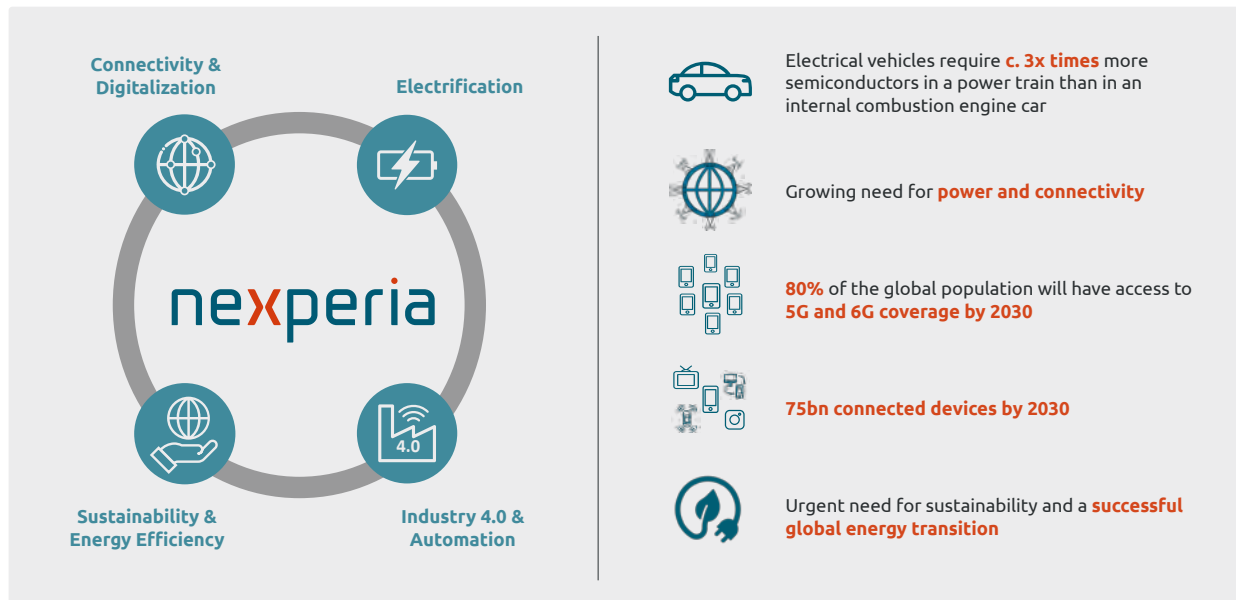 Connectivity &
Digitalization
Electrification
nexperia
4.0
Sustainability &
Energy Efficiency
Industry 4.0 &
Automation
Electrical vehicles require c. 3x times more
semiconductors in a power train than in an
internal combustion engine car
Growing need for power and connectivity
80% of the global population will have access to
5G and 6G coverage by 2030
75bn connected devices by 2030
Urgent need for sustainability and a successful
global energy transition